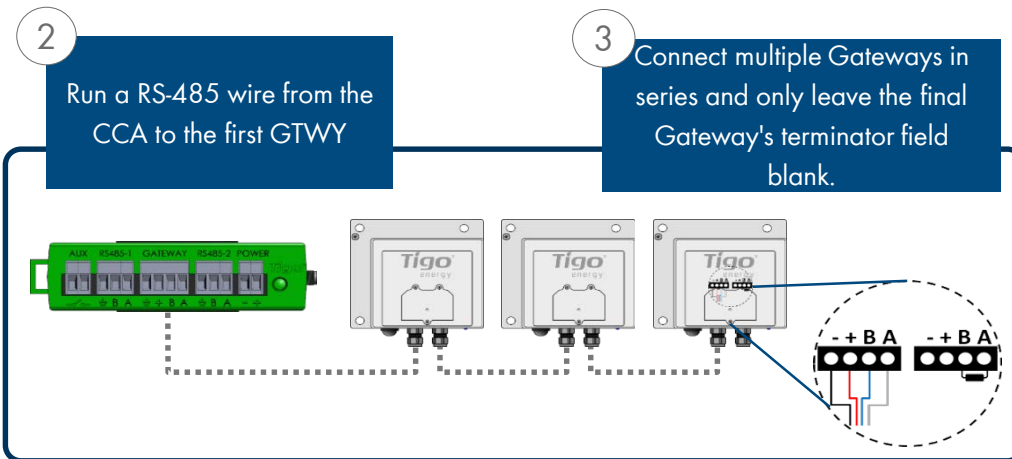 2
Run a RS-485 wire from the
CCA to the first GTWY
3
Connect multiple Gateways in
series and only leave the final
Gateway's terminator field
blank.
AUX RS485-1 GATEWAY RS485-2 POWER
Tigo
B A + B A B A - +
Tigo
energy
Tigo
energy
Tigo
energy
- + B A - + B A